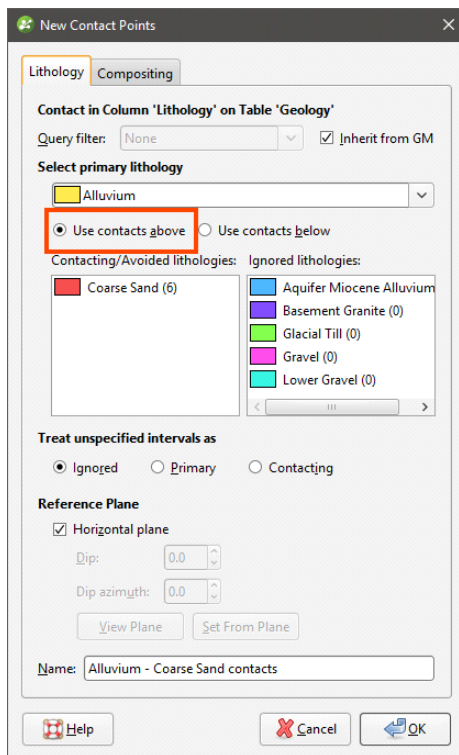 New Contact Points
Lithology Compositing
Contact in Column 'Lithology' on Table 'Geology'
Query filter: None Inherit from GM
Select primary lithology
Alluvium
Use contacts above Use contacts below
Contacting/Avoided lithologies: Ignored lithologies:
Coarse Sand (6) Aquifer Miocene Alluvium
Basement Granite (0)
Glacial Till (0)
Gravel (0)
Lower Gravel (0)
Treat unspecified intervals as
Ignored Primary Contacting
Reference Plane
Horizontal plane
Dip: 0.0
Dip azimuth: 0.0
View Plane Set From Plane
Name: Alluvium - Coarse Sand contacts
Help Cancel OK